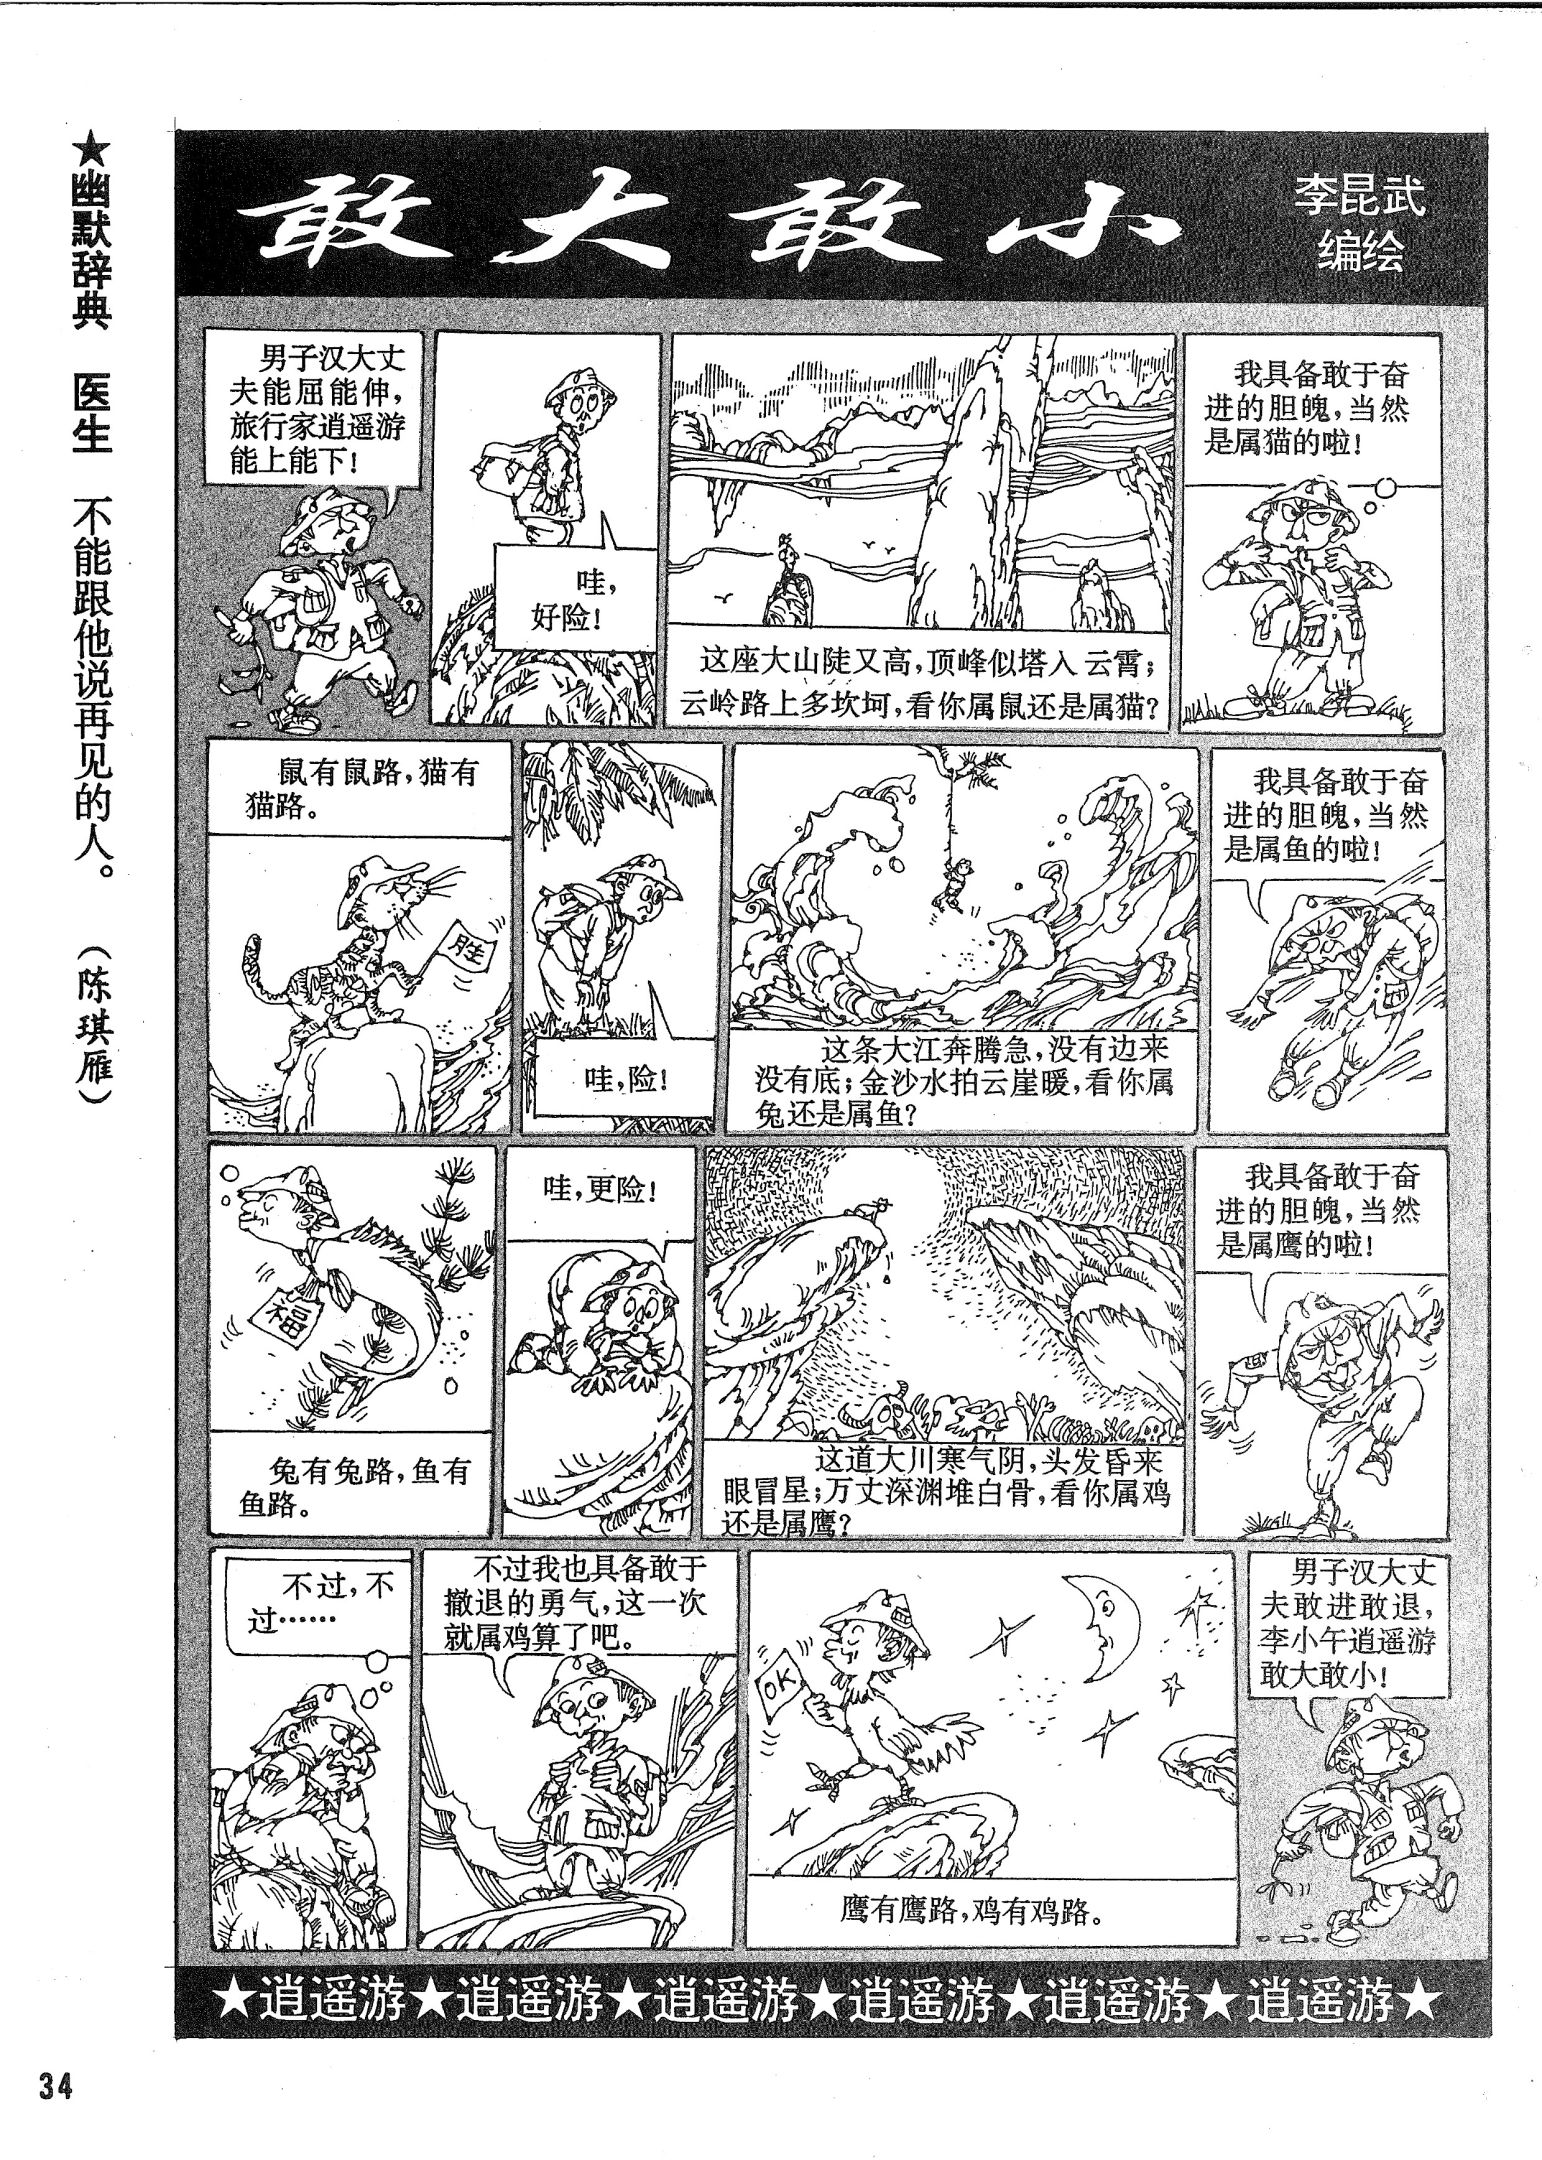 ★幽默辞典 医生 不能跟他说再见的人。 (陈琪雁)
敢大敢小
李昆武
编绘
男子汉大丈
夫能屈能伸，
旅行家逍遥游
能上能下！
哇，
好险！
这座大山陡又高，顶峰似塔入云霄；
云岭路上多坎坷，看你属鼠还是属猫？
我具备敢于奋
进的胆魄，当然
是属猫的啦！
鼠有鼠路，猫有
猫路。
胜
哇，险！
这条大江奔腾急，没有边来
没有底；金沙水拍云崖暖，看你属
兔还是属鱼？
我具备敢于奋
进的胆魄，当然
是属鱼的啦！
福
兔有兔路，鱼有
鱼路。
哇，更险！
这道大川寒气阴，头发昏来
眼冒星；万丈深渊堆白骨，看你属鸡
还是属鹰？
我具备敢于奋
进的胆魄，当然
是属鹰的啦！
不过，不
过……
不过我也具备敢于
撤退的勇气，这一次
就属鸡算了吧。
OK
鹰有鹰路，鸡有鸡路。
男子汉大丈
夫敢进敢退，
李小午逍遥游
敢大敢小！
★逍遥游★逍遥游★逍遥游★逍遥游★逍遥游★逍遥游★
34